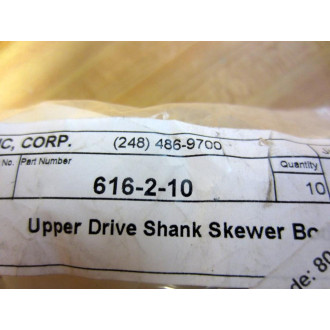 IC, CORP. (248) 486-9700
No. Part Number Quantity
616-2-10 10
Upper Drive Shank Skewer Bo
de: 80